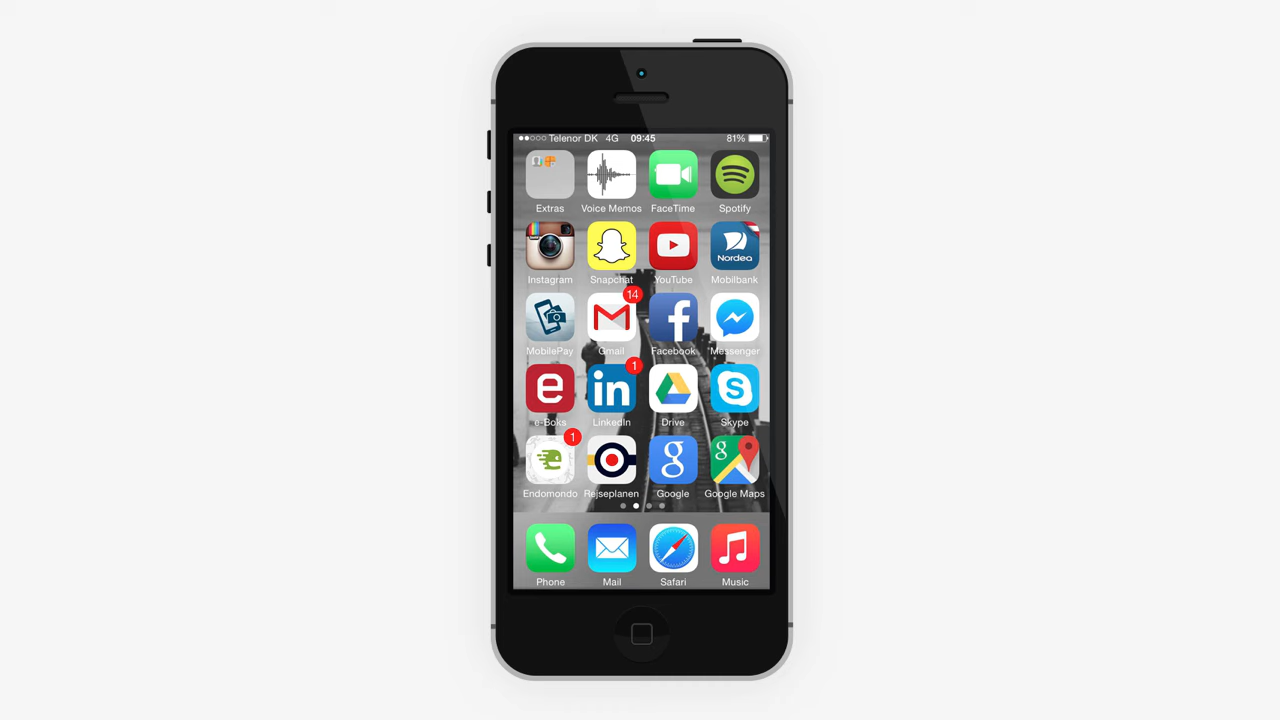 Telenor DK 4G 09:45 81%
Extras Voice Memos FaceTime Spotify
Nordea
Instagram Snapchat YouTube Mobilbank
14
MobilePay Gmail Facebook Messenger
1
e in
e-Boks LinkedIn Drive Skype
1
g g
Endomondo Rejseplanen Google Google Maps
Phone Mail Safari Music